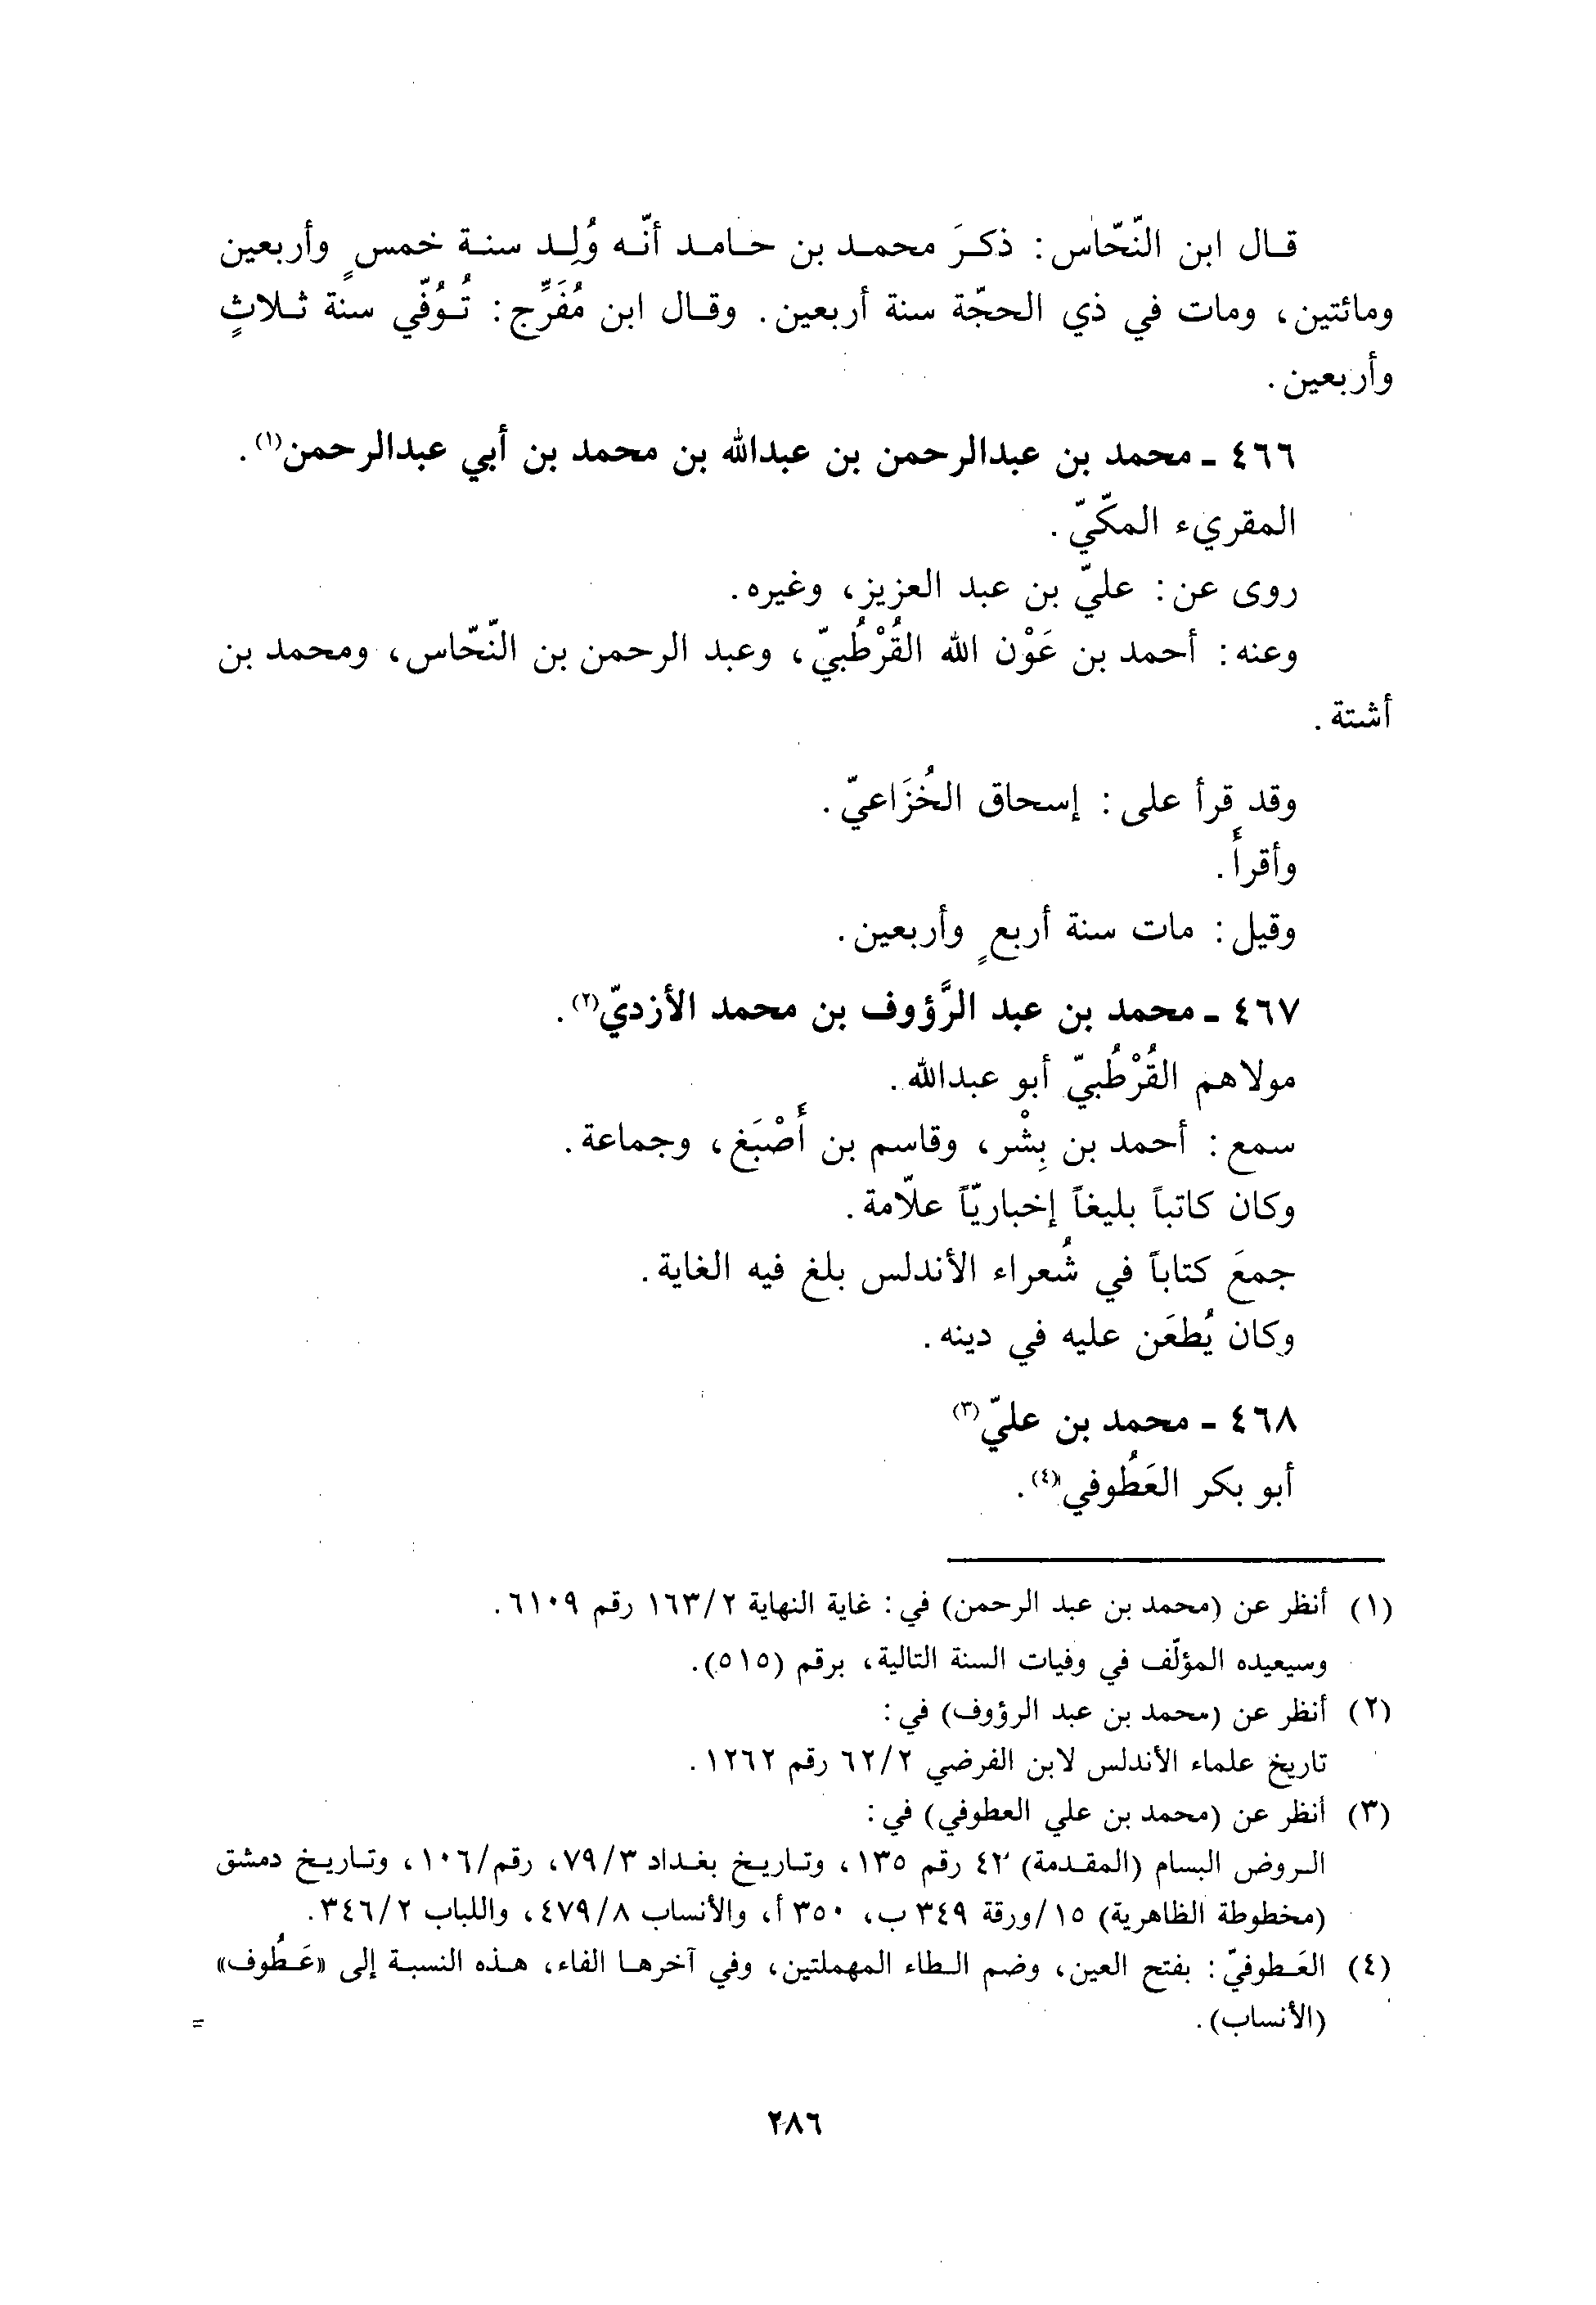 قال ابن النّحّاس: ذكرَ محمد بن حامد أنّه وُلِد سنة خمسٍ وأربعين
ومائتين، ومات في ذي الحجّة سنة أربعين. وقال ابن مُفَرِّج: تُوُفّي سنة ثلاثٍ
وأربعين.
٤٦٦ - محمد بن عبدالرحمن بن عبدالله بن محمد بن أبي عبدالرحمن(١).
المقريء المكّيّ.
روى عن: عليّ بن عبد العزيز، وغيره.
وعنه: أحمد بن عَوْن الله القُرْطُبيّ، وعبد الرحمن بن النّحّاس، ومحمد بن
أشتة.
وقد قرأ على: إسحاق الخُزَاعيّ.
وأقرأَ.
وقيل: مات سنة أربعٍ وأربعين.
٤٦٧ - محمد بن عبد الرَّؤوف بن محمد الأزديّ(٢).
مولاهم القُرْطُبيّ أبو عبدالله.
سمع: أحمد بن بِشْر، وقاسم بن أَصْبَغ، وجماعة.
وكان كاتباً بليغاً إخباريّاً علّامة.
جمعَ كتاباً في شُعراء الأندلس بلغ فيه الغاية.
وكان يُطعَن عليه في دينه.
٤٦٨ - محمد بن عليّ(٣)
أبو بكر العَطُوفي(٤).
(١) أنظر عن (محمد بن عبد الرحمن) في: غاية النهاية ١٦٣/٢ رقم ٦١٠٩.
وسيعيده المؤلّف في وفيات السنة التالية، برقم (٥١٥).
(٢) أنظر عن (محمد بن عبد الرؤوف) في:
تاريخ علماء الأندلس لابن الفرضي ٦٢/٢ رقم ١٢٦٢.
(٣) أنظر عن (محمد بن علي العطوفي) في:
الروض البسام (المقدمة) ٤٢ رقم ١٣٥، وتاريخ بغداد ٧٩/٣، رقم/١٠٦، وتاريخ دمشق
(مخطوطة الظاهرية) ١٥/ورقة ٣٤٩ ب، ٣٥٠ أ، والأنساب ٤٧٩/٨، واللباب ٣٤٦/٢.
(٤) العَطوفيّ: بفتح العين، وضم الطاء المهملتين، وفي آخرها الفاء، هذه النسبة إلى «عَطُوف»
(الأنساب). =
٢٨٦